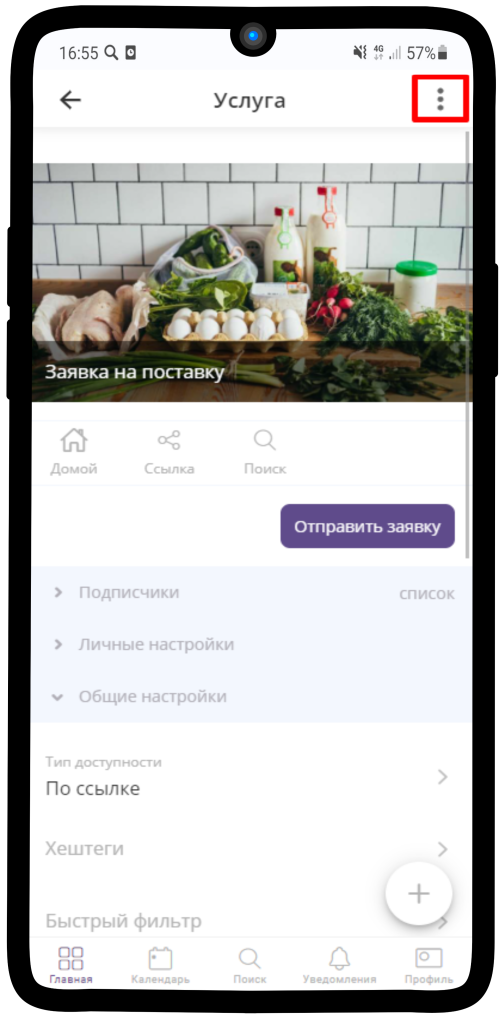 16:55 4G 57%
Услуга
Заявка на поставку
Домой Ссылка Поиск
Отправить заявку
Подписчики список
Личные настройки
Общие настройки
Тип доступности
По ссылке
Хештеги
Быстрый фильтр
Главная Календарь Поиск Уведомления Профиль